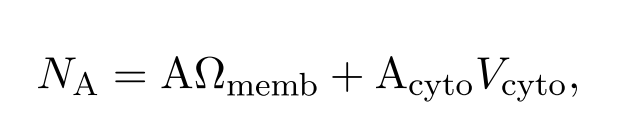 N_A = AΩ_memb + A_cyto V_cyto,